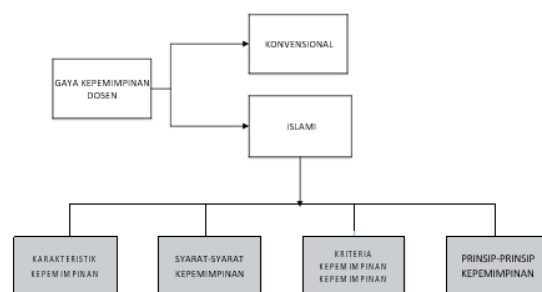 KONVENSIONAL
GAYA KEPEMIMPINAN
DOSEN
ISLAMI
KARAKTERISTIK
KEPEMIMPINAN
SYARAT-SYARAT
KEPEMIMPINAN
KRITERIA
KEPEMIMPINAN
KEPEMIMPINAN
PRINSIP-PRINSIP
KEPEMIMPINAN